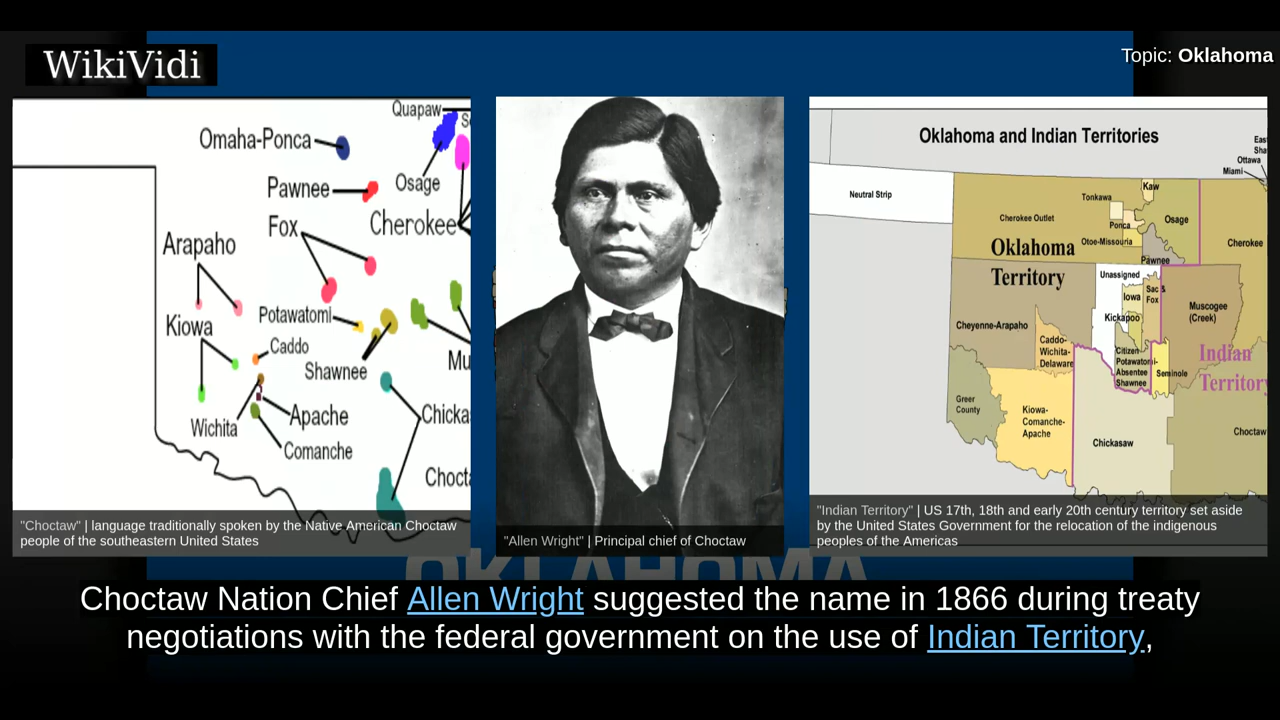 WikiVidi
Topic: Oklahoma
Quapaw
Omaha-Ponca
Pawnee
Osage
Fox
Cherokee
Arapaho
Potawatomi
Kiowa
Caddo
Shawnee
Mu
Apache
Chicka
Wichita
Comanche
Chocta
"Choctaw" | language traditionally spoken by the Native American Choctaw
people of the southeastern United States
"Allen Wright" | Principal chief of Choctaw
Oklahoma and Indian Territories
East
Sha
Ottawa
Miami
Neutral Strip
Kaw
Tonkawa
Cherokee Outlet
Ponca
Osage
Otoe-Missouria
Cherokee
Oklahoma
Territory
Pawnee
Unassigned
Iowa
Sac &
Fox
Kickapoo
Muscogee
(Creek)
Cheyenne-Arapaho
Caddo-
Wichita-
Delaware
Citizen
Potawatomi-
Absentee
Shawnee
Seminole
Indian
Territory
Greer
County
Kiowa-
Comanche-
Apache
Chickasaw
Choctaw
"Indian Territory" | US 17th, 18th and early 20th century territory set aside
by the United States Government for the relocation of the indigenous
peoples of the Americas
OKLAHOMA
Choctaw Nation Chief Allen Wright suggested the name in 1866 during treaty
negotiations with the federal government on the use of Indian Territory,